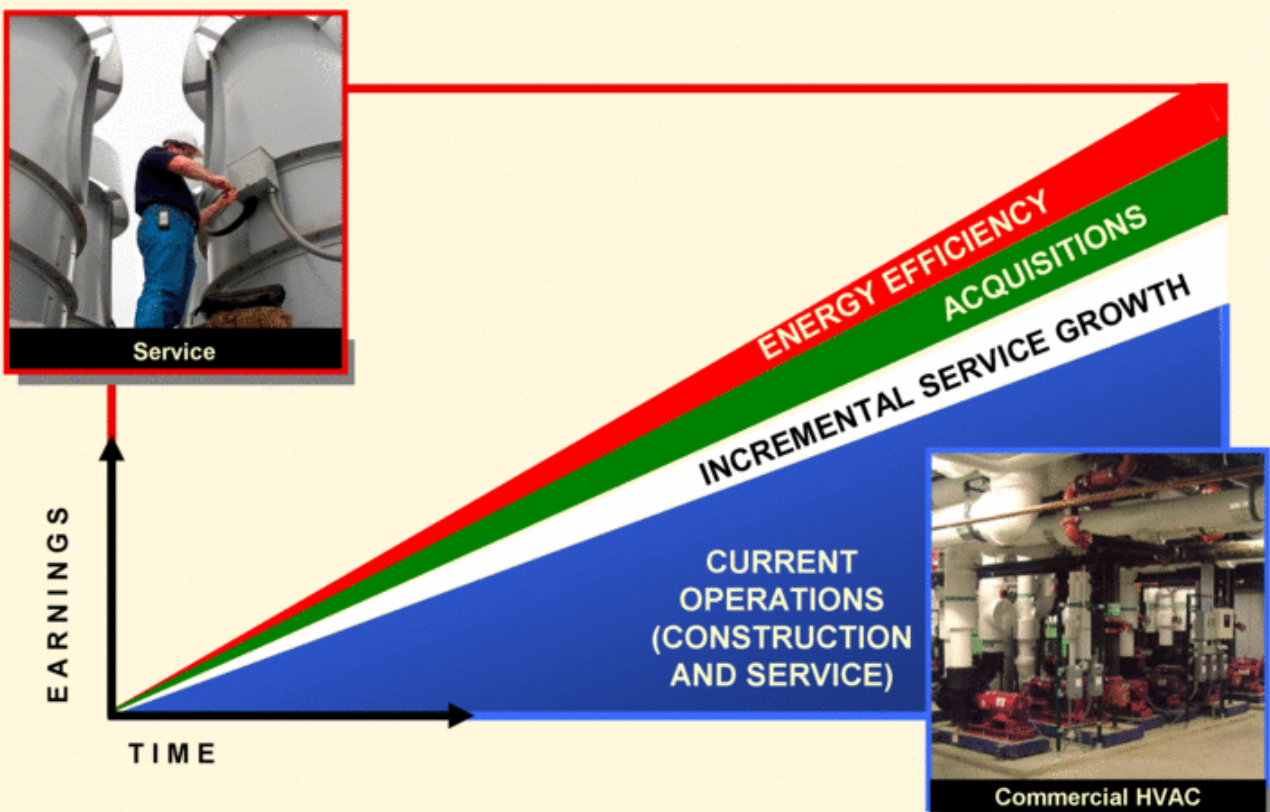 Service
ENERGY EFFICIENCY
ACQUISITIONS
INCREMENTAL SERVICE GROWTH
CURRENT
OPERATIONS
(CONSTRUCTION
AND SERVICE)
EARNINGS
TIME
Commercial HVAC